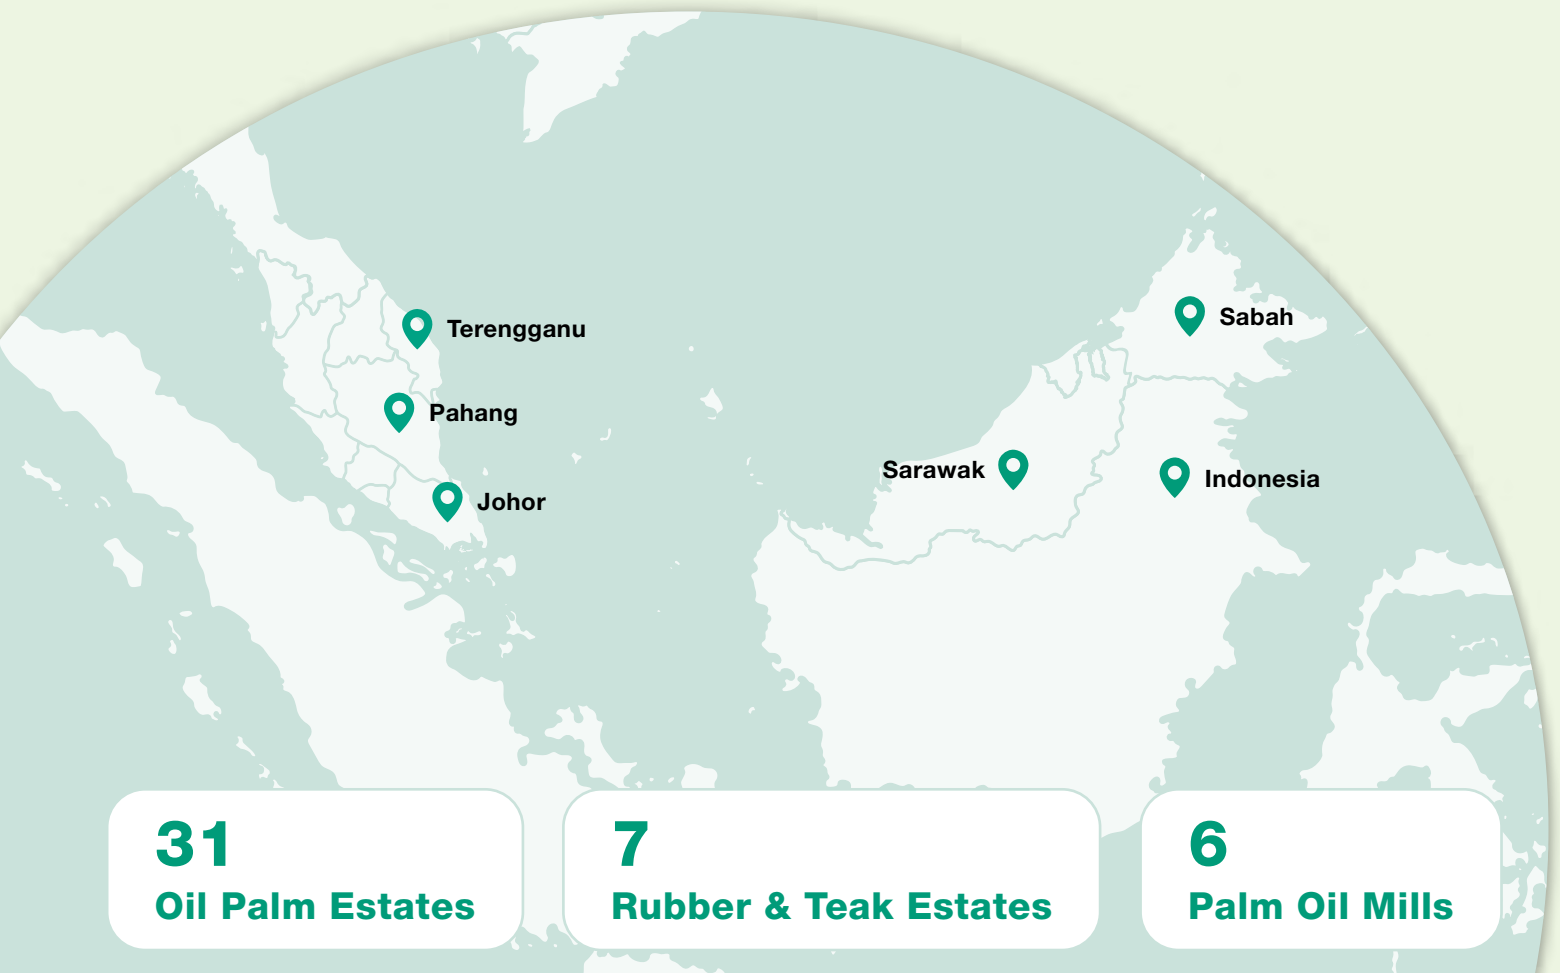 Terengganu
Sabah
Pahang
Sarawak
Indonesia
Johor
31
Oil Palm Estates
7
Rubber & Teak Estates
6
Palm Oil Mills